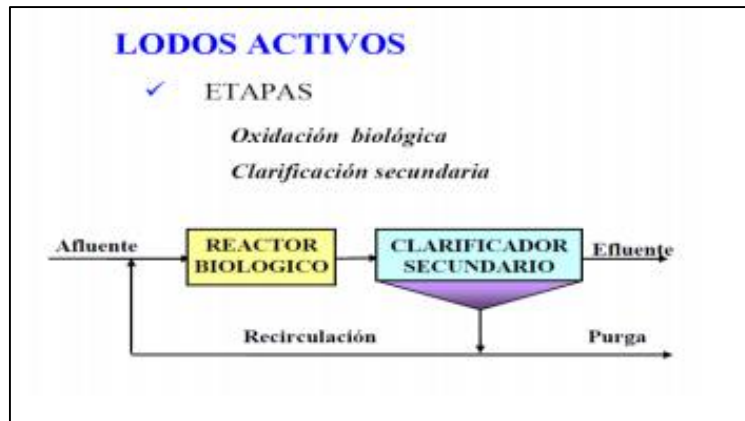 LODOS ACTIVOS
✓ ETAPAS
Oxidación biológica
Clarificación secundaria
Afluente
REACTOR
BIOLOGICO
CLARIFICADOR
SECUNDARIO
Efluente
Recirculación
Purga